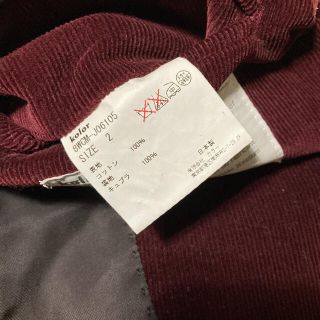 kolor
8WCM-J06105
SIZE 2
表地
コットン 100%
裏地
キュプラ 100%
日本製